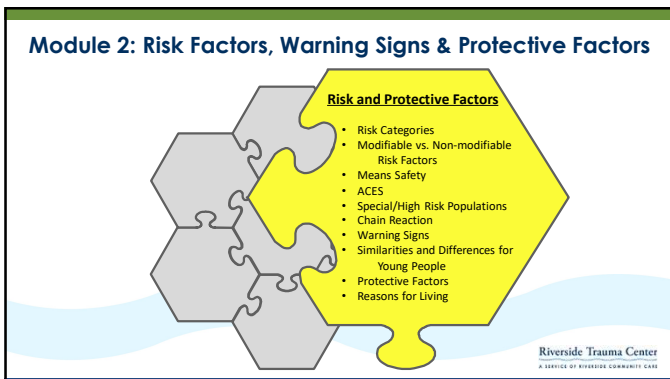 Module 2: Risk Factors, Warning Signs & Protective Factors
Risk and Protective Factors
• Risk Categories
• Modifiable vs. Non-modifiable
Risk Factors
• Means Safety
• ACES
• Special/High Risk Populations
• Chain Reaction
• Warning Signs
• Similarities and Differences for
Young People
• Protective Factors
• Reasons for Living
Riverside Trauma Center
A SERVICE OF RIVERSIDE COMMUNITY CARE